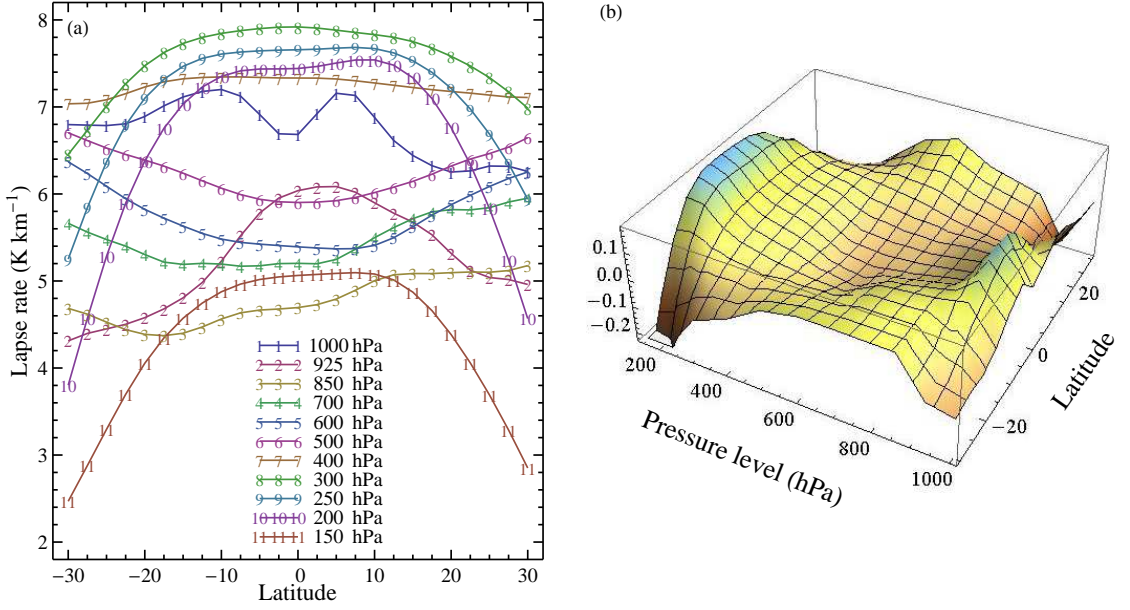 (a)
8
7
6
5
4
3
2
Lapse rate (K km⁻¹)
1000 hPa
925 hPa
850 hPa
700 hPa
600 hPa
500 hPa
400 hPa
300 hPa
250 hPa
200 hPa
150 hPa
−30 −20 −10 0 10 20 30
Latitude
(b)
0.1
0.0
−0.1
−0.2
200 400 600 800 1000
Pressure level (hPa)
20
0
−20
Latitude